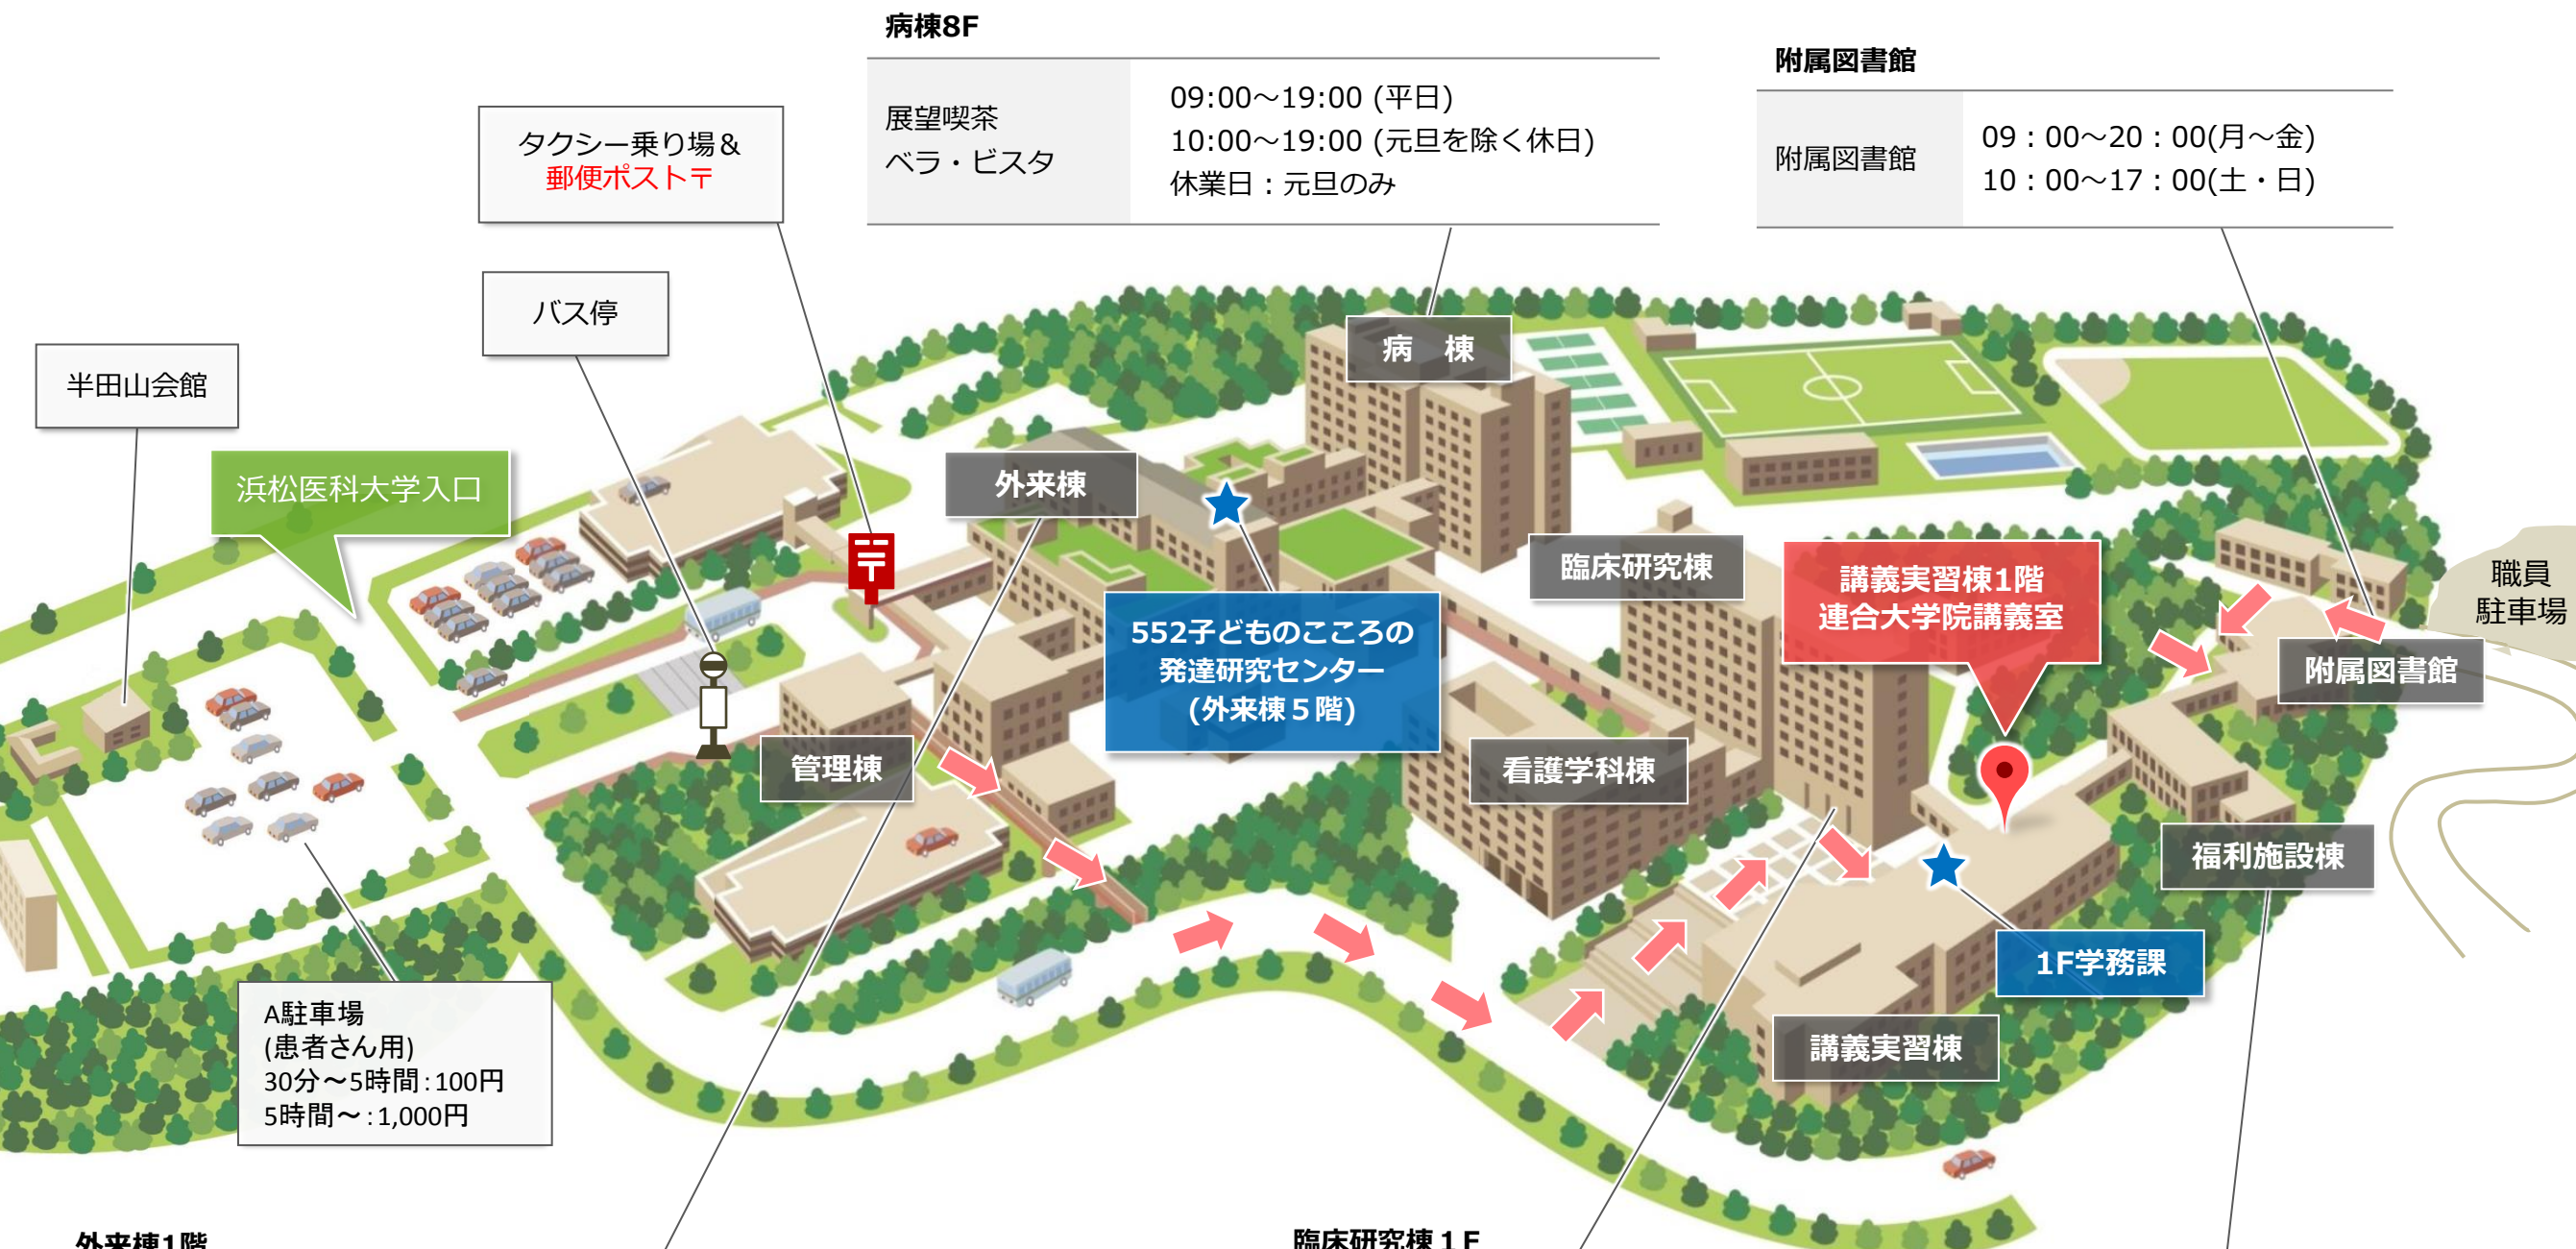 病棟8F
展望喫茶
ベラ・ビスタ
09:00～19:00 (平日)
10:00～19:00 (元旦を除く休日)
休業日：元旦のみ
附属図書館
附属図書館
09：00～20：00(月～金)
10：00～17：00(土・日)
タクシー乗り場＆
郵便ポスト〒
バス停
半田山会館
浜松医科大学入口
病　棟
外来棟
〒
臨床研究棟
講義実習棟1階
連合大学院講義室
職員
駐車場
552子どものこころの
発達研究センター
(外来棟５階)
附属図書館
管理棟
看護学科棟
福利施設棟
1F学務課
講義実習棟
A駐車場
(患者さん用)
30分～5時間：100円
5時間～：1,000円
外来棟1階
臨床研究棟１F